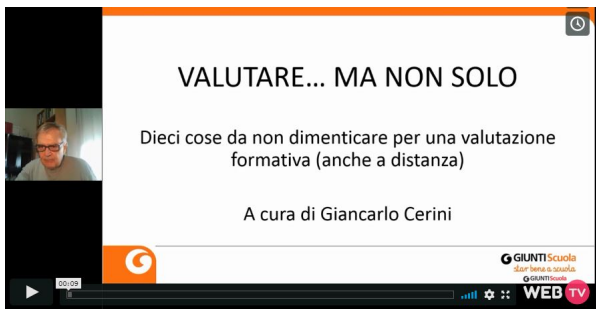 VALUTARE... MA NON SOLO
Dieci cose da non dimenticare per una valutazione
formativa (anche a distanza)
A cura di Giancarlo Cerini
GIUNTI Scuola
star bene a scuola
GIUNTI Scuola
00:09
WEB TV